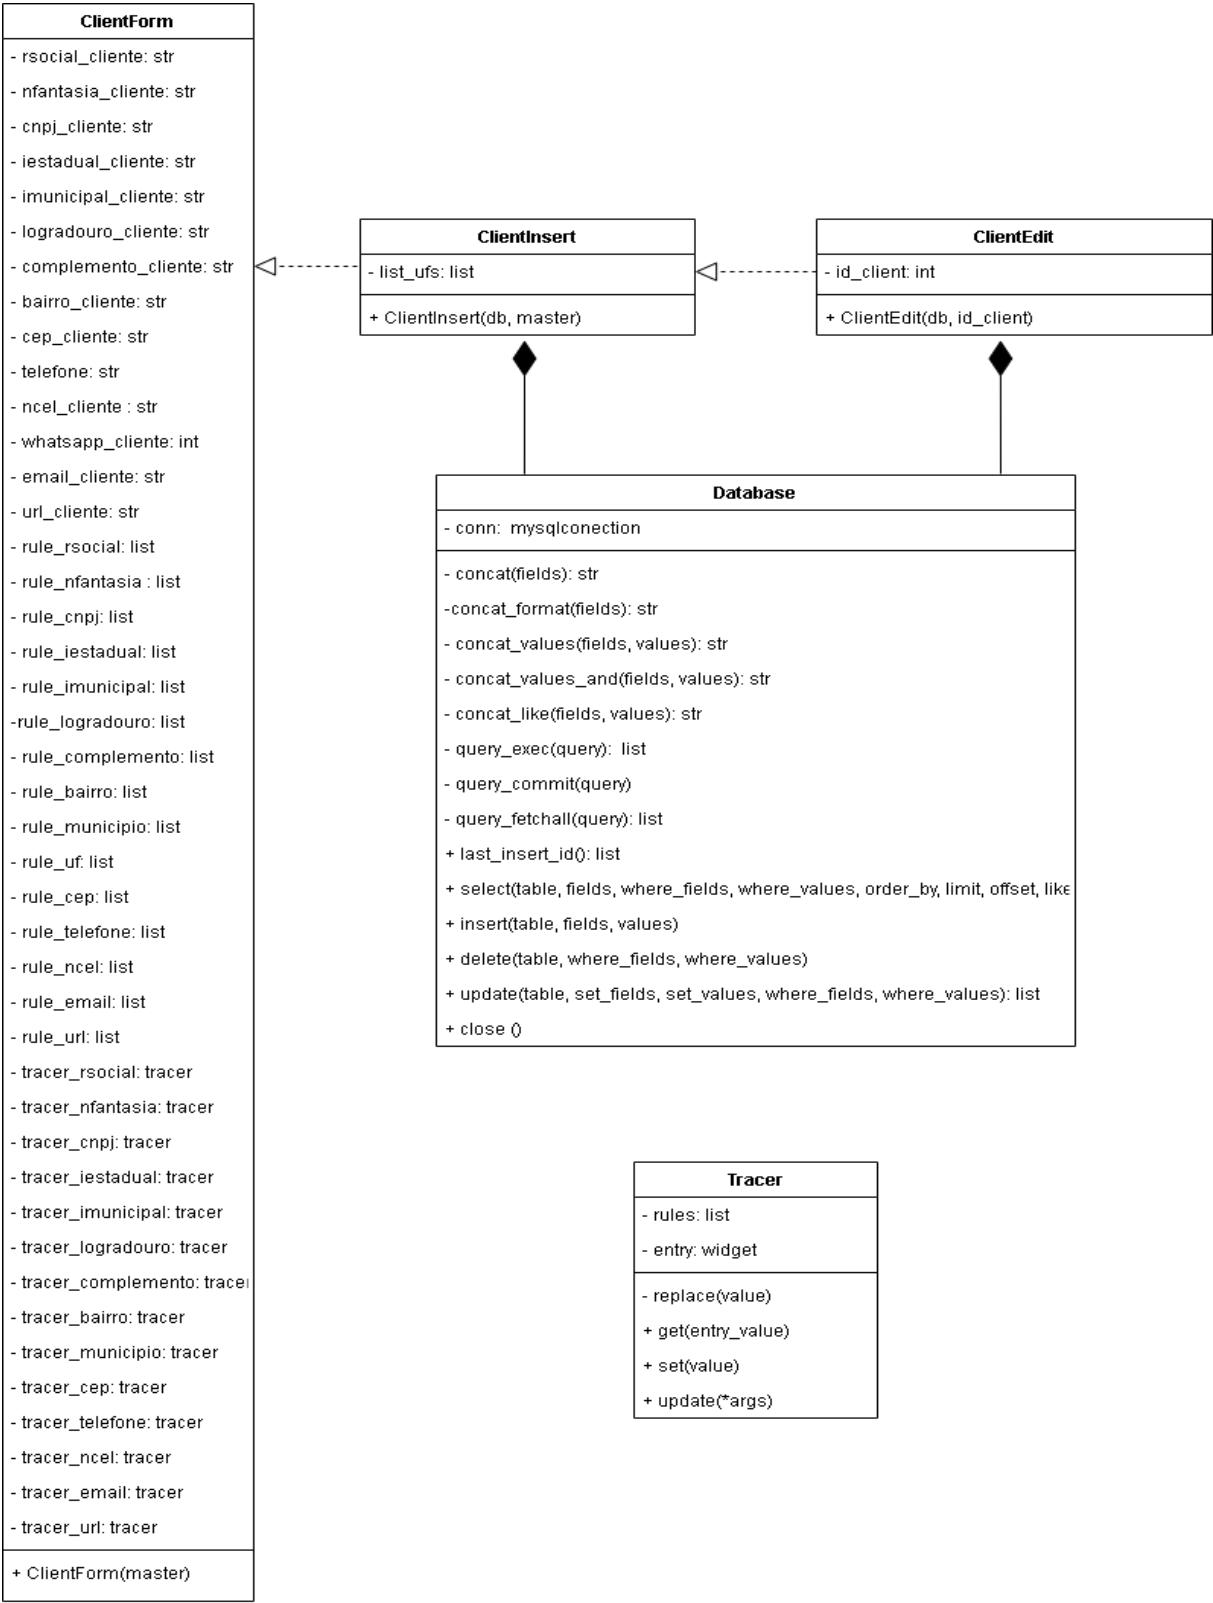 ClientForm
- rsocial_cliente: str
- nfantasia_cliente: str
- cnpj_cliente: str
- iestadual_cliente: str
- imunicipal_cliente: str
- logradouro_cliente: str
- complemento_cliente: str
- bairro_cliente: str
- cep_cliente: str
- telefone: str
- ncel_cliente : str
- whatsapp_cliente: int
- email_cliente: str
- url_cliente: str
- rule_rsocial: list
- rule_nfantasia : list
- rule_cnpj: list
- rule_iestadual: list
- rule_imunicipal: list
-rule_logradouro: list
- rule_complemento: list
- rule_bairro: list
- rule_municipio: list
- rule_uf: list
- rule_cep: list
- rule_telefone: list
- rule_ncel: list
- rule_email: list
- rule_url: list
- tracer_rsocial: tracer
- tracer_nfantasia: tracer
- tracer_cnpj: tracer
- tracer_iestadual: tracer
- tracer_imunicipal: tracer
- tracer_logradouro: tracer
- tracer_complemento: tracer
- tracer_bairro: tracer
- tracer_municipio: tracer
- tracer_cep: tracer
- tracer_telefone: tracer
- tracer_ncel: tracer
- tracer_email: tracer
- tracer_url: tracer
+ ClientForm(master)
ClientInsert
- list_ufs: list
+ ClientInsert(db, master)
ClientEdit
- id_client: int
+ ClientEdit(db, id_client)
Database
- conn:  mysqlconection
- concat(fields): str
-concat_format(fields): str
- concat_values(fields, values): str
- concat_values_and(fields, values): str
- concat_like(fields, values): str
- query_exec(query):  list
- query_commit(query)
- query_fetchall(query): list
+ last_insert_id(): list
+ select(table, fields, where_fields, where_values, order_by, limit, offset, like
+ insert(table, fields, values)
+ delete(table, where_fields, where_values)
+ update(table, set_fields, set_values, where_fields, where_values): list
+ close ()
Tracer
- rules: list
- entry: widget
- replace(value)
+ get(entry_value)
+ set(value)
+ update(*args)